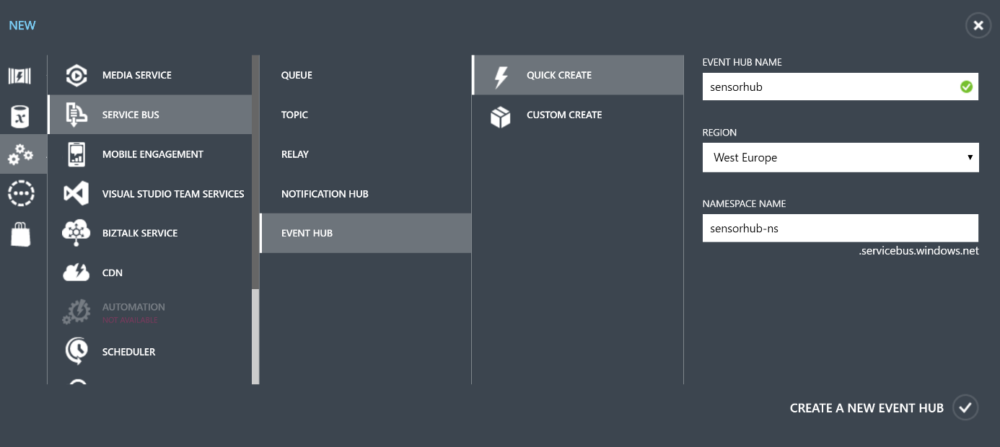 NEW
MEDIA SERVICE
SERVICE BUS
MOBILE ENGAGEMENT
VISUAL STUDIO TEAM SERVICES
BIZTALK SERVICE
CDN
AUTOMATION
NOT AVAILABLE
SCHEDULER
QUEUE
TOPIC
RELAY
NOTIFICATION HUB
EVENT HUB
QUICK CREATE
CUSTOM CREATE
EVENT HUB NAME
sensorhub
REGION
West Europe
NAMESPACE NAME
sensorhub-ns
.servicebus.windows.net
CREATE A NEW EVENT HUB